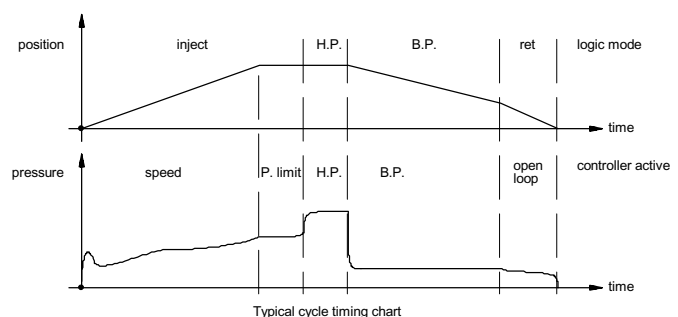 position inject H.P. B.P. ret logic mode
time
pressure speed P. limit H.P. B.P. open loop controller active
time
Typical cycle timing chart